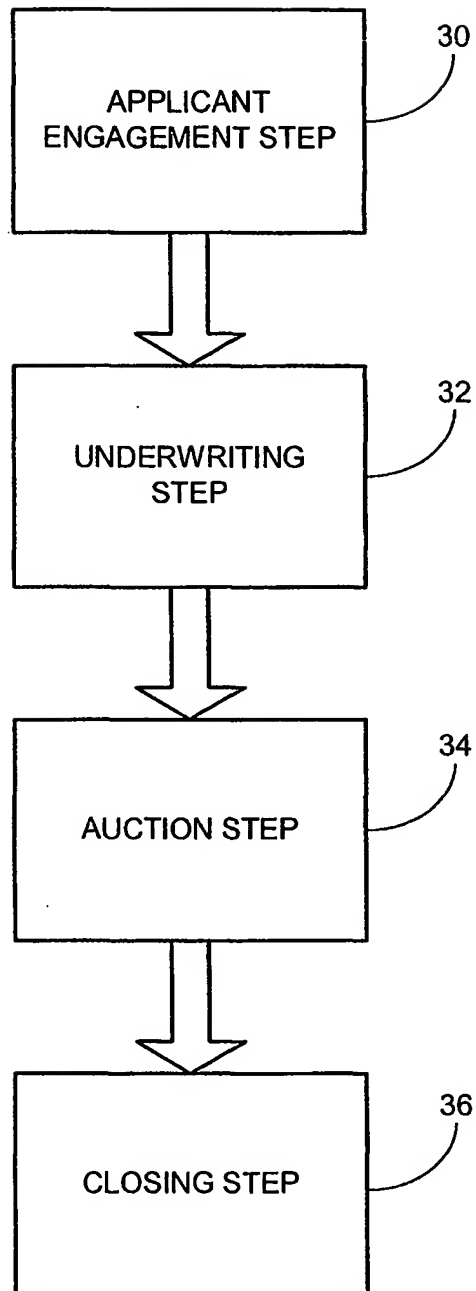 30
APPLICANT
ENGAGEMENT STEP
32
UNDERWRITING
STEP
34
AUCTION STEP
36
CLOSING STEP